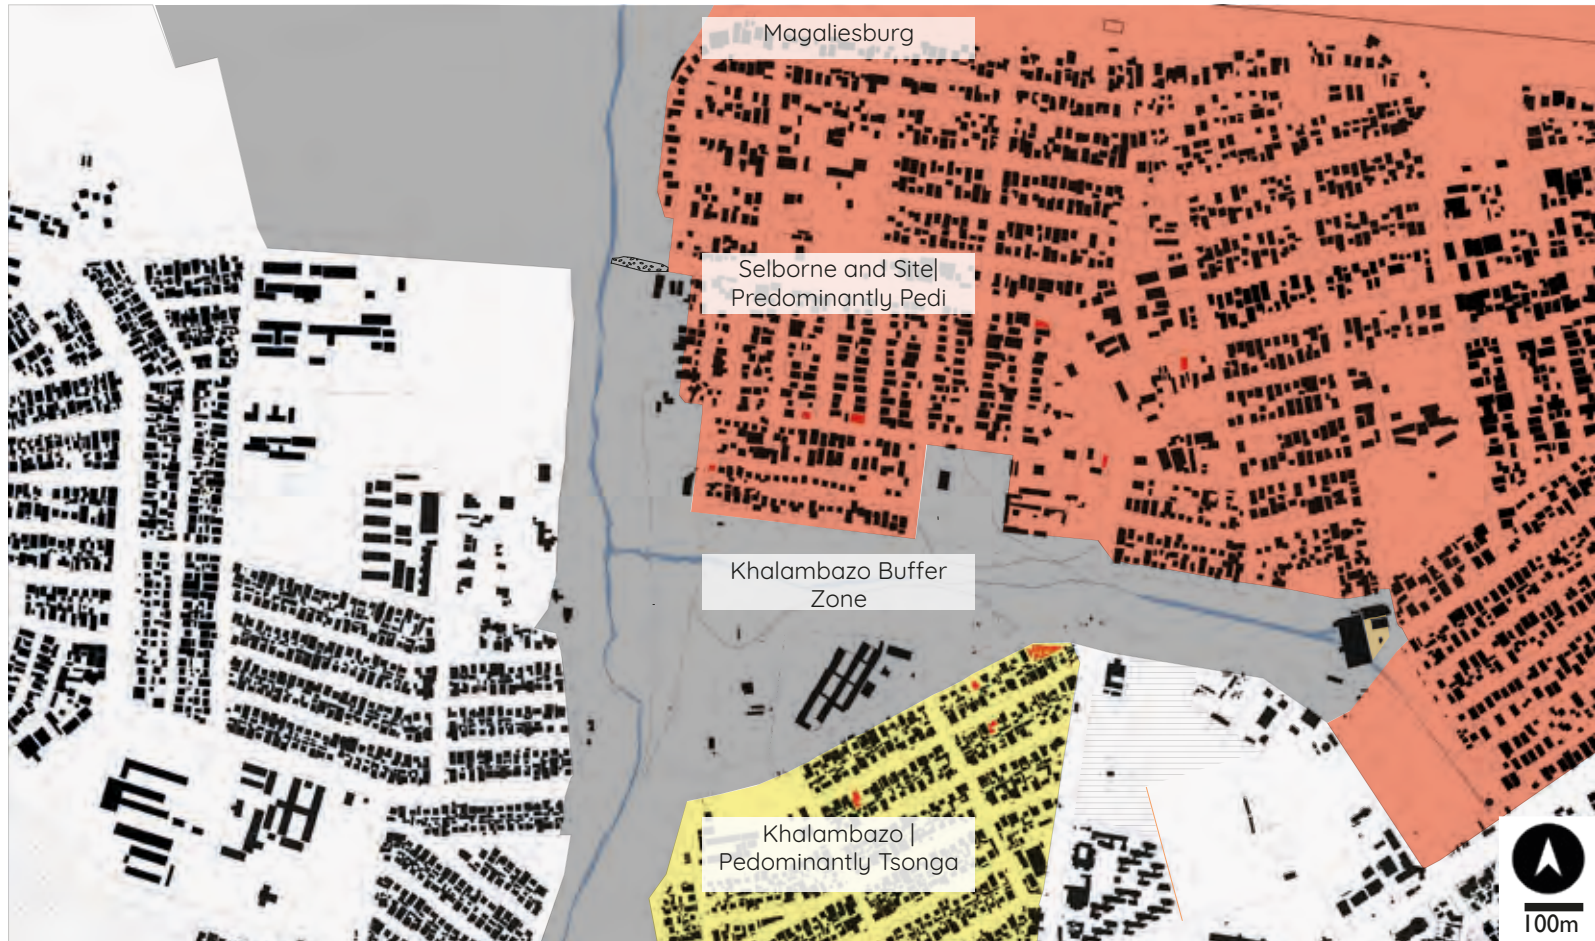 Magaliesburg
Selborne and Site|
Predominantly Pedi
Khalambazo Buffer
Zone
Khalambazo |
Pedominantly Tsonga
100m